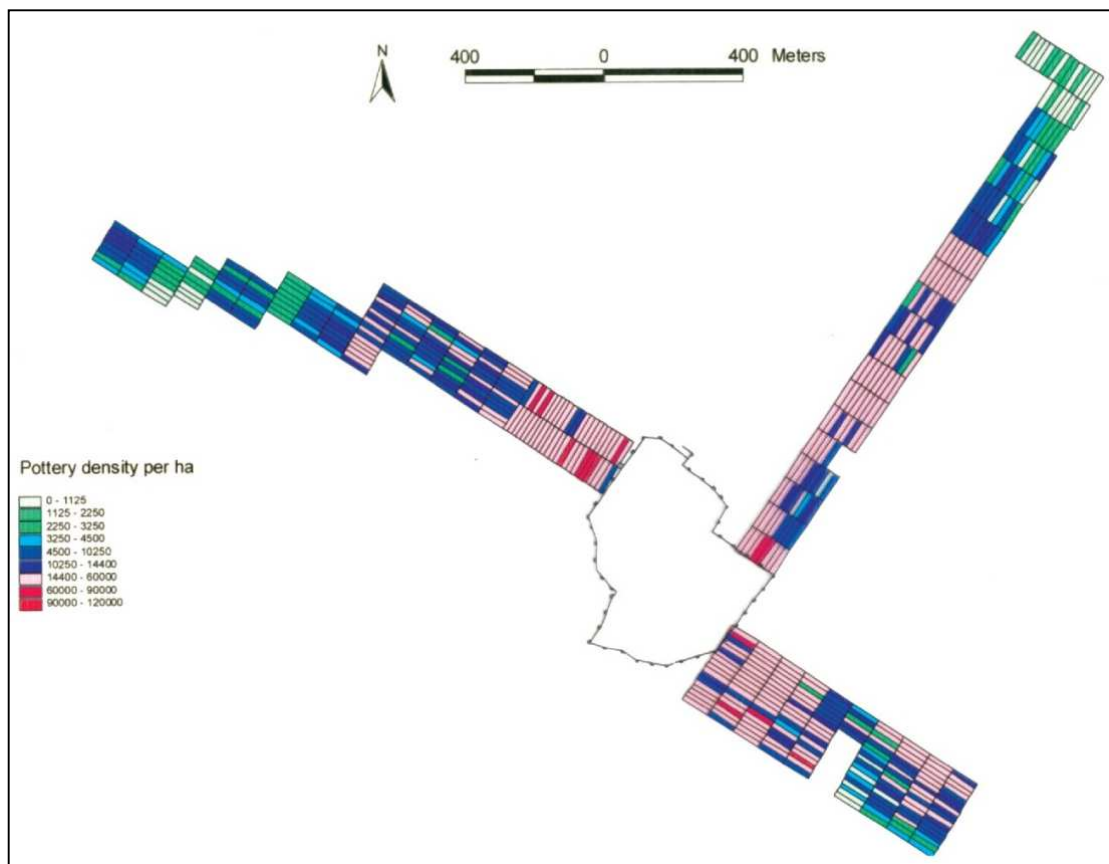 N
400 0 400 Meters
Pottery density per ha
0 - 1125
1125 - 2250
2250 - 3250
3250 - 4500
4500 - 10250
10250 - 14400
14400 - 60000
60000 - 90000
90000 - 120000